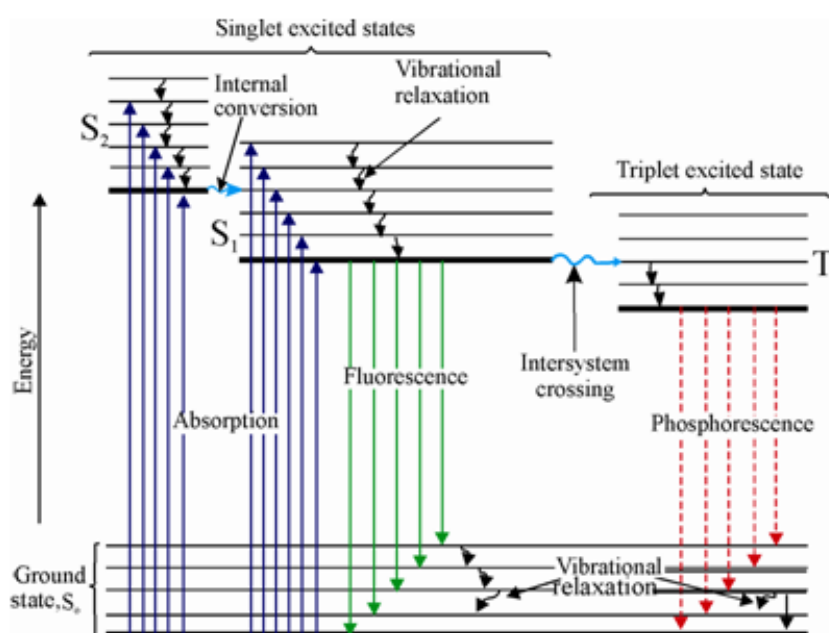 Singlet excited states
Internal
conversion
Vibrational
relaxation
S₂
Triplet excited state
S₁
T
Energy
Fluorescence
Intersystem
crossing
Absorption
Phosphorescence
Ground
state, Sₒ
Vibrational
relaxation